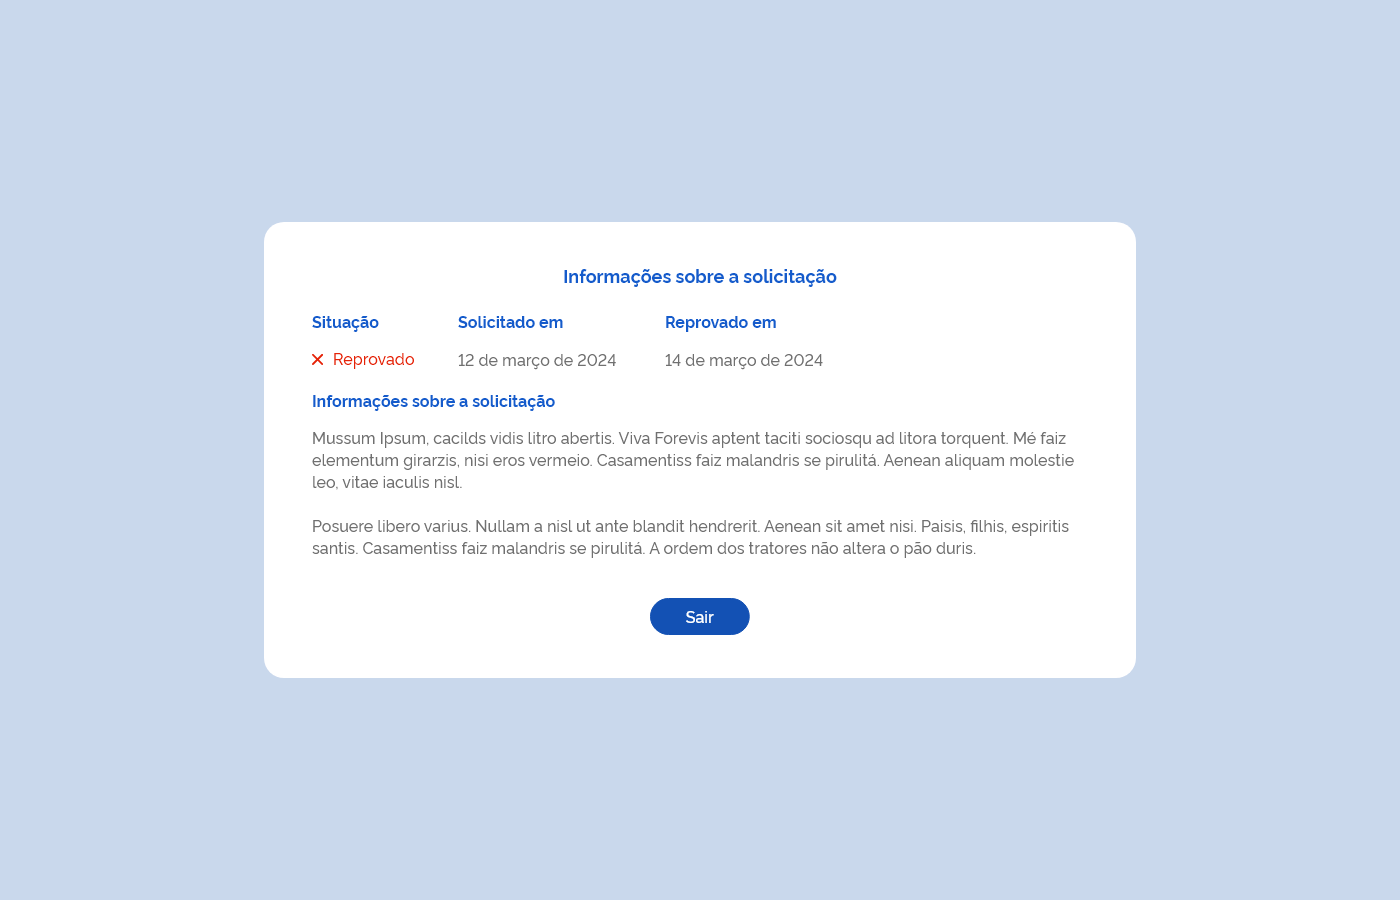 Informações sobre a solicitação
Situação Solicitado em Reprovado em
Reprovado 12 de março de 2024 14 de março de 2024
Informações sobre a solicitação
Mussum Ipsum, cacilds vidis litro abertis. Viva Forevis aptent taciti sociosqu ad litora torquent. Mé faiz
elementum girarzis, nisi eros vermeio. Casamentiss faiz malandris se pirulitá. Aenean aliquam molestie
leo, vitae iaculis nisl.
Posuere libero varius. Nullam a nisl ut ante blandit hendrerit. Aenean sit amet nisi. Paisis, filhis, espiritis
santis. Casamentiss faiz malandris se pirulitá. A ordem dos tratores não altera o pão duris.
Sair